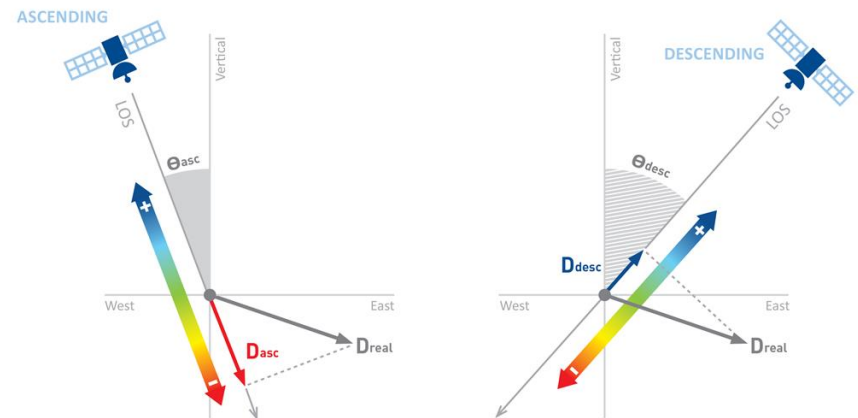 ASCENDING
Vertical
LOS
θasc
+
West
East
Dasc
Dreal
-
DESCENDING
Vertical
LOS
θdesc
+
Ddesc
West
East
Dreal
-